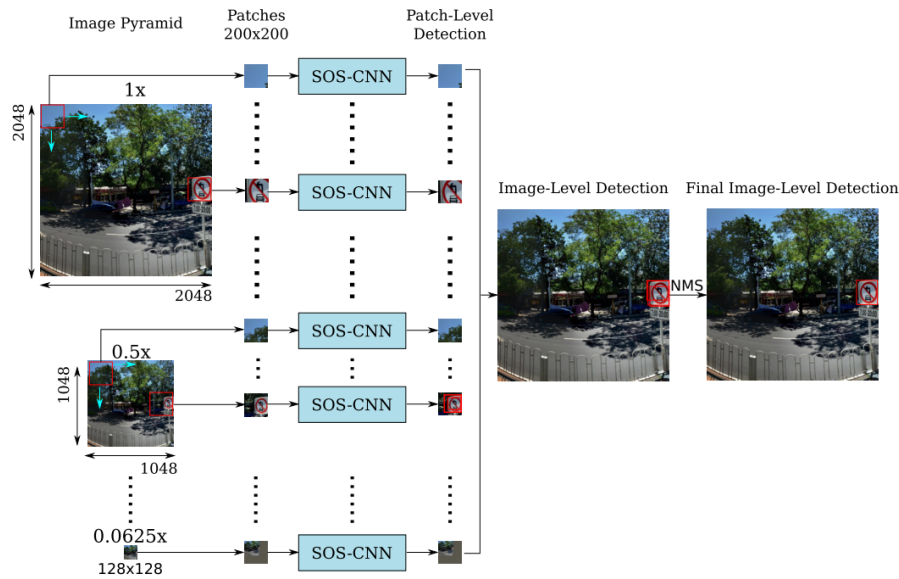 Image Pyramid
Patches
200x200
Patch-Level
Detection
SOS-CNN
1x
2048
2048
SOS-CNN
Image-Level Detection
Final Image-Level Detection
NMS
SOS-CNN
0.5x
1048
1048
SOS-CNN
0.0625x
128x128
SOS-CNN